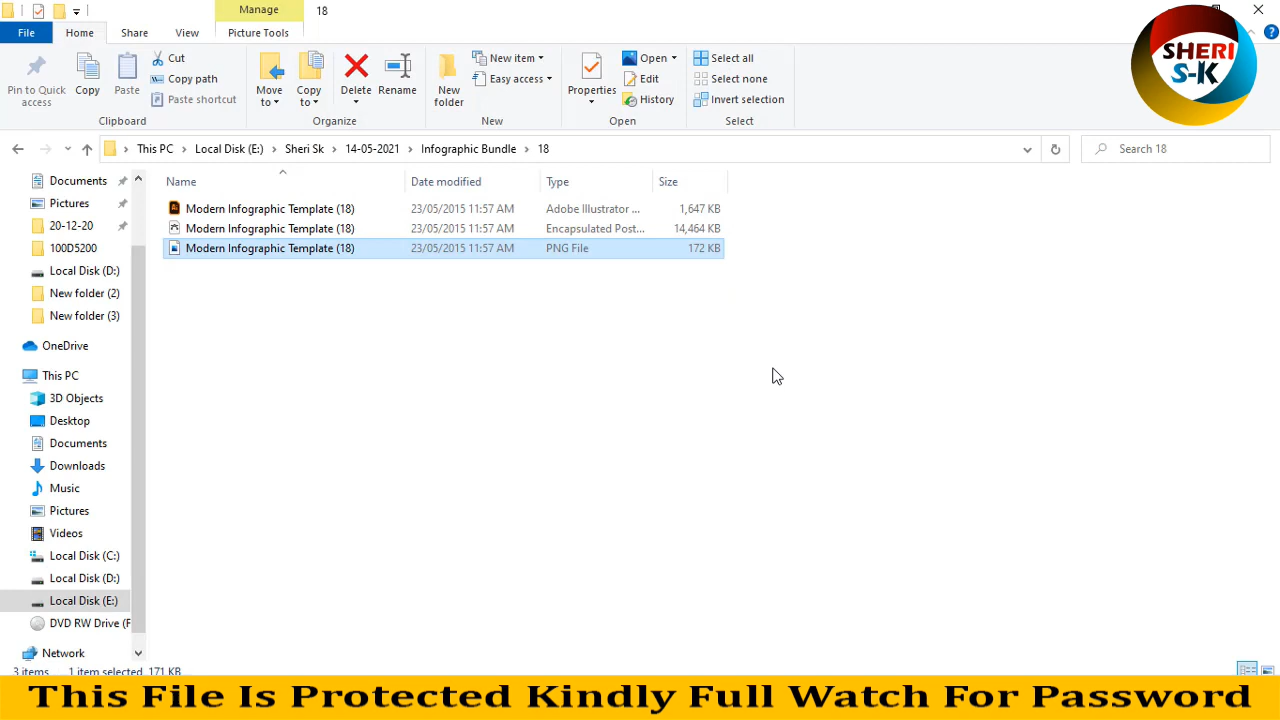 Manage
18
File
Home
Share
View
Picture Tools
Pin to Quick access
Copy
Paste
Cut
Copy path
Paste shortcut
Clipboard
Move to
Copy to
Delete
Rename
Organize
New folder
New item
Easy access
New
Properties
Open
Edit
History
Open
Select all
Select none
Invert selection
Select
SHERI
S-K
This PC > Local Disk (E:) > Sheri Sk > 14-05-2021 > Infographic Bundle > 18
Search 18
Name Date modified Type Size
Modern Infographic Template (18) 23/05/2015 11:57 AM Adobe Illustrator ... 1,647 KB
Modern Infographic Template (18) 23/05/2015 11:57 AM Encapsulated Post... 14,464 KB
Modern Infographic Template (18) 23/05/2015 11:57 AM PNG File 172 KB
Documents
Pictures
20-12-20
100D5200
Local Disk (D:)
New folder (2)
New folder (3)
OneDrive
This PC
3D Objects
Desktop
Documents
Downloads
Music
Pictures
Videos
Local Disk (C:)
Local Disk (D:)
Local Disk (E:)
DVD RW Drive (F
Network
3 items 1 item selected 171 KB
This File Is Protected Kindly Full Watch For Password